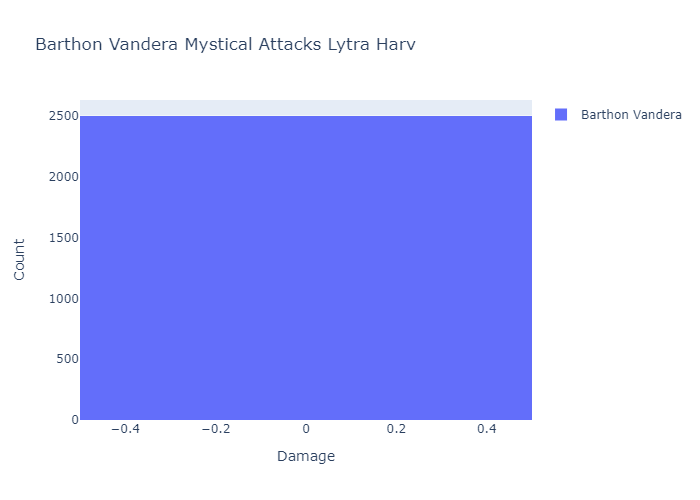 Barthon Vandera Mystical Attacks Lytra Harv
Barthon Vandera
2500
2000
1500
1000
500
0
Count
−0.4
−0.2
0
0.2
0.4
Damage